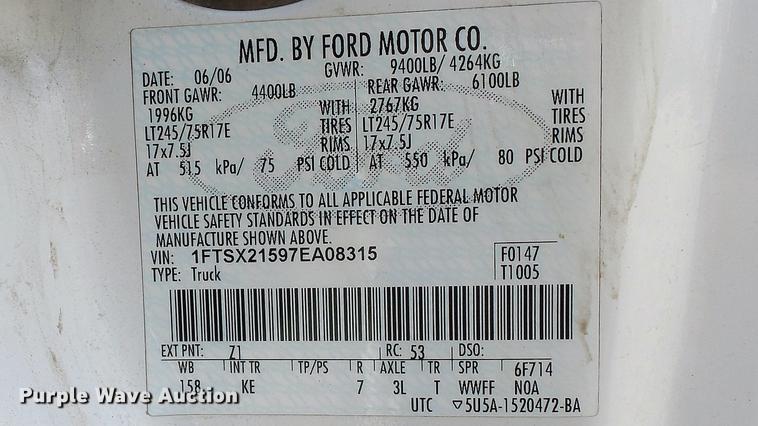 MFD. BY FORD MOTOR CO.
DATE: 06/06 GVWR: 9400LB/ 4264KG
FRONT GAWR: 4400LB REAR GAWR: 6100LB
1996KG WITH 2767KG WITH
LT245/75R17E TIRES LT245/75R17E TIRES
17x7.5J RIMS 17x7.5J RIMS
AT 515 kPa/ 75 PSI COLD AT 550 kPa/ 80 PSI COLD
THIS VEHICLE CONFORMS TO ALL APPLICABLE FEDERAL MOTOR
VEHICLE SAFETY STANDARDS IN EFFECT ON THE DATE OF
MANUFACTURE SHOWN ABOVE.
VIN: 1FTSX21597EA08315 F0147
TYPE: Truck T1005
EXT PNT: Z1 RC: 53 DSO:
WB INT TR TP/PS R AXLE TR SPR 6F714
158 KE 7 3L T WWFF NOA
UTC ▽5U5A-1520472-BA
Purple Wave Auction